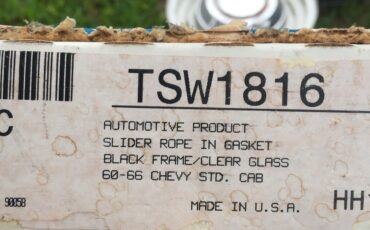 TSW1816
C
AUTOMOTIVE PRODUCT
SLIDER ROPE IN GASKET
BLACK FRAME/CLEAR GLASS
60-66 CHEVY STD. CAB
90058
MADE IN U.S.A.
HH